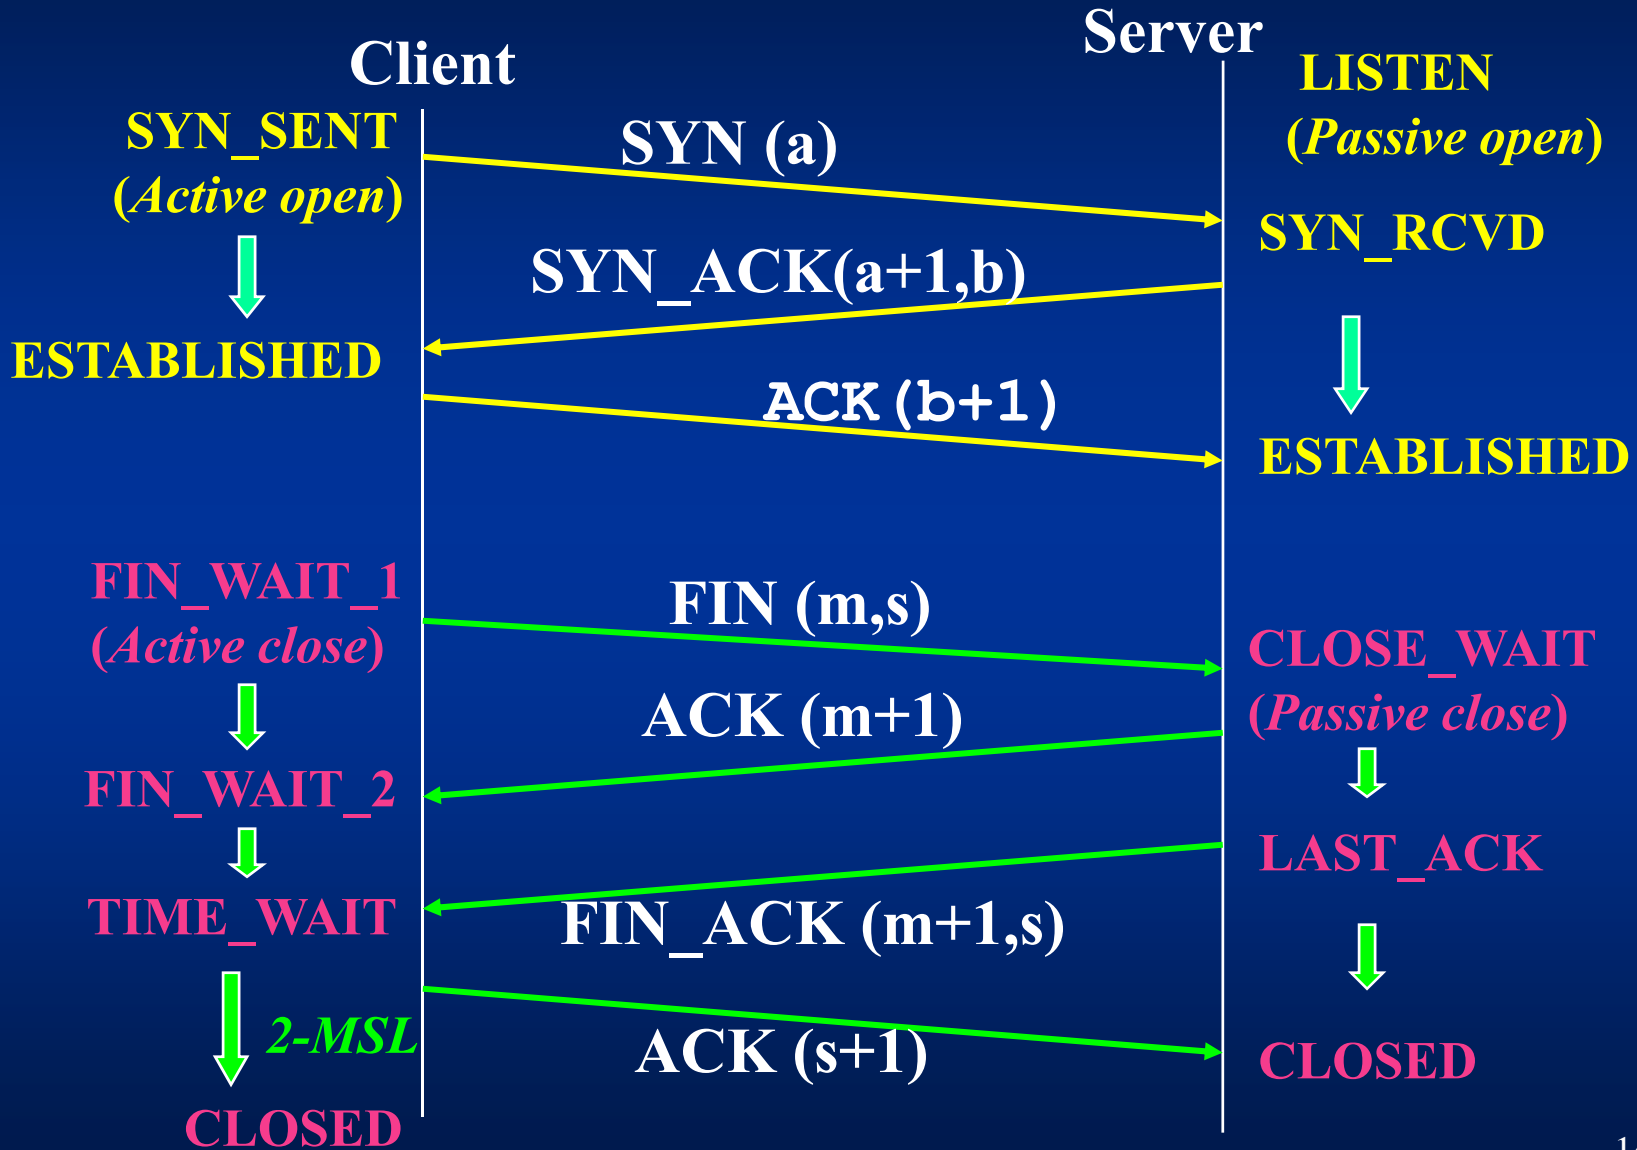 Server
Client
LISTEN
(Passive open)
SYN_SENT
(Active open)
SYN (a)
SYN_RCVD
SYN_ACK(a+1,b)
ESTABLISHED
ACK(b+1)
ESTABLISHED
FIN_WAIT_1
(Active close)
FIN (m,s)
CLOSE_WAIT
(Passive close)
ACK (m+1)
FIN_WAIT_2
LAST_ACK
TIME_WAIT
FIN_ACK (m+1,s)
2-MSL
ACK (s+1)
CLOSED
CLOSED